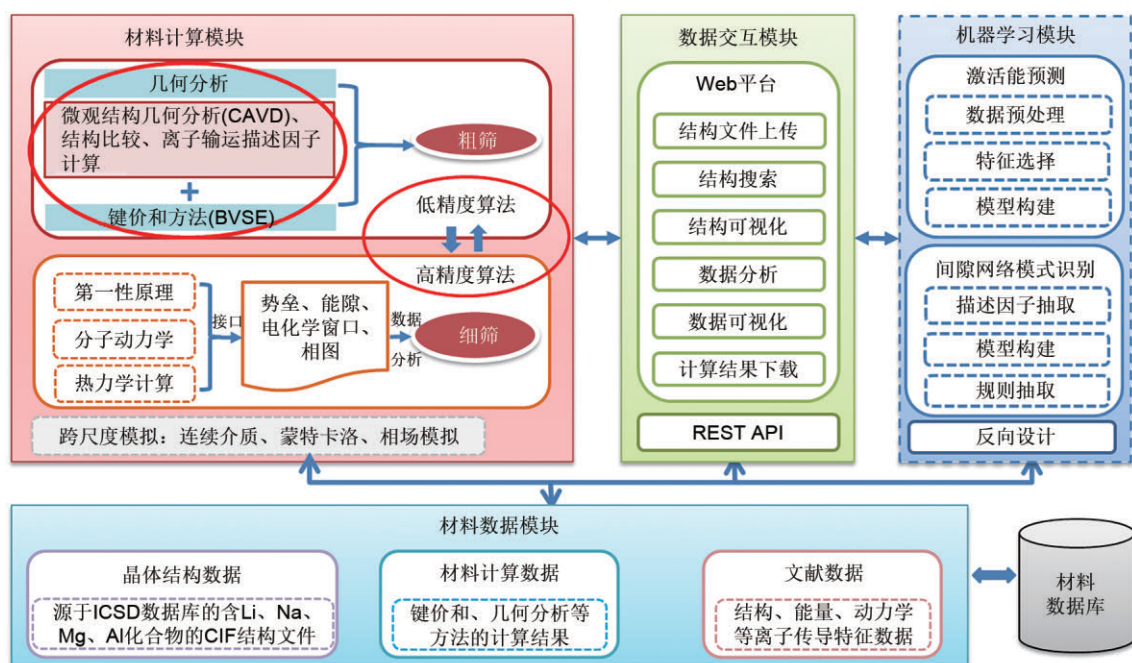 材料计算模块
几何分析
微观结构几何分析(CAVD)、
结构比较、离子输运描述因子
计算
+
键价和方法(BVSE)
粗筛
低精度算法
高精度算法
第一性原理
分子动力学
热力学计算
接口
势垒、能隙、
电化学窗口、
相图
数据
分析
细筛
跨尺度模拟：连续介质、蒙特卡洛、相场模拟
数据交互模块
Web平台
结构文件上传
结构搜索
结构可视化
数据分析
数据可视化
计算结果下载
REST API
机器学习模块
激活能预测
数据预处理
特征选择
模型构建
间隙网络模式识别
描述因子抽取
模型构建
规则抽取
反向设计
材料数据模块
晶体结构数据
源于ICSD数据库的含Li、Na、
Mg、Al化合物的CIF结构文件
材料计算数据
键价和、几何分析等
方法的计算结果
文献数据
结构、能量、动力学
等离子传导特征数据
材料
数据库